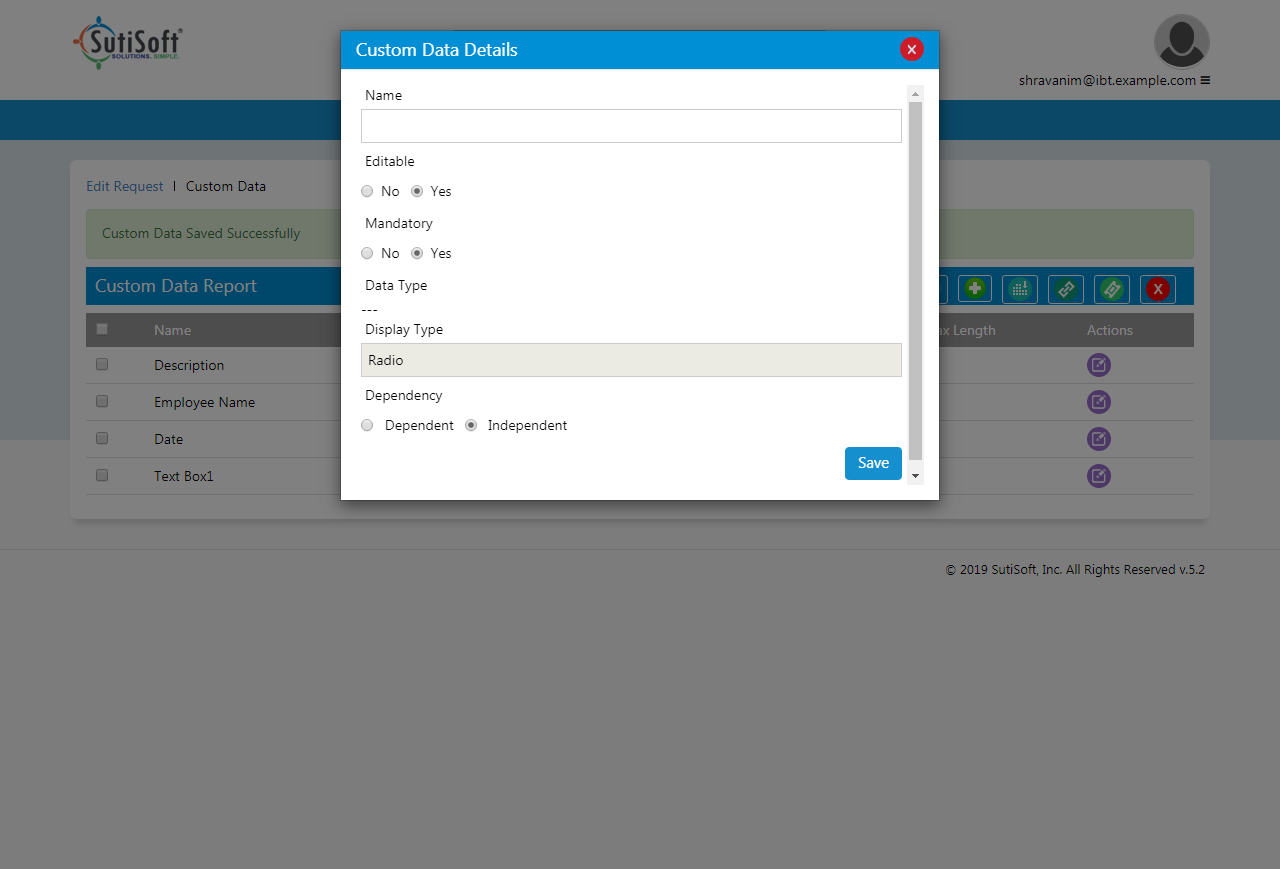 SutiSoft
SOLUTIONS. SIMPLE.
shravanim@ibt.example.com
Custom Data Details
Name
Editable
No Yes
Mandatory
No Yes
Data Type
---
Display Type
Radio
Dependency
Dependent Independent
Save
Edit Request | Custom Data
Custom Data Saved Successfully
Custom Data Report
Name Length Actions
Description
Employee Name
Date
Text Box1
© 2019 SutiSoft, Inc. All Rights Reserved v.5.2